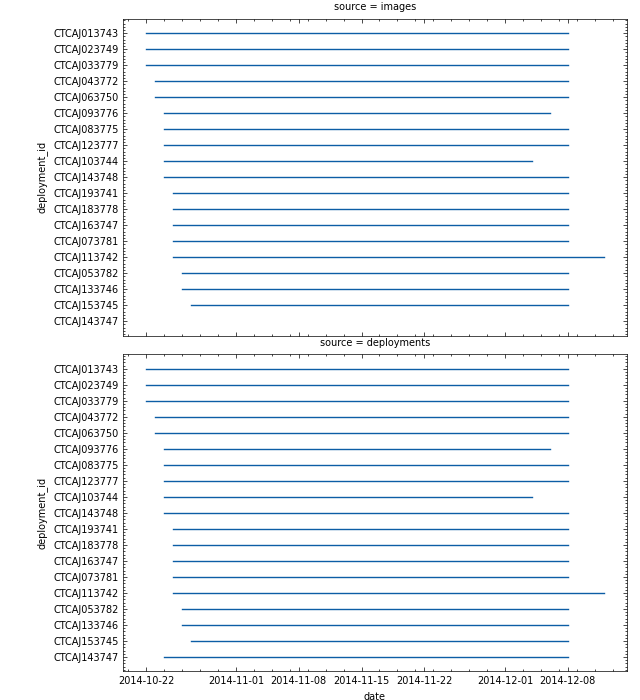 source = images
CTCAJ013743
CTCAJ023749
CTCAJ033779
CTCAJ043772
CTCAJ063750
CTCAJ093776
CTCAJ083775
CTCAJ123777
CTCAJ103744
CTCAJ143748
CTCAJ193741
CTCAJ183778
CTCAJ163747
CTCAJ073781
CTCAJ113742
CTCAJ053782
CTCAJ133746
CTCAJ153745
CTCAJ143747
deployment_id
source = deployments
CTCAJ013743
CTCAJ023749
CTCAJ033779
CTCAJ043772
CTCAJ063750
CTCAJ093776
CTCAJ083775
CTCAJ123777
CTCAJ103744
CTCAJ143748
CTCAJ193741
CTCAJ183778
CTCAJ163747
CTCAJ073781
CTCAJ113742
CTCAJ053782
CTCAJ133746
CTCAJ153745
CTCAJ143747
deployment_id
2014-10-22 2014-11-01 2014-11-08 2014-11-15 2014-11-22 2014-12-01 2014-12-08
date